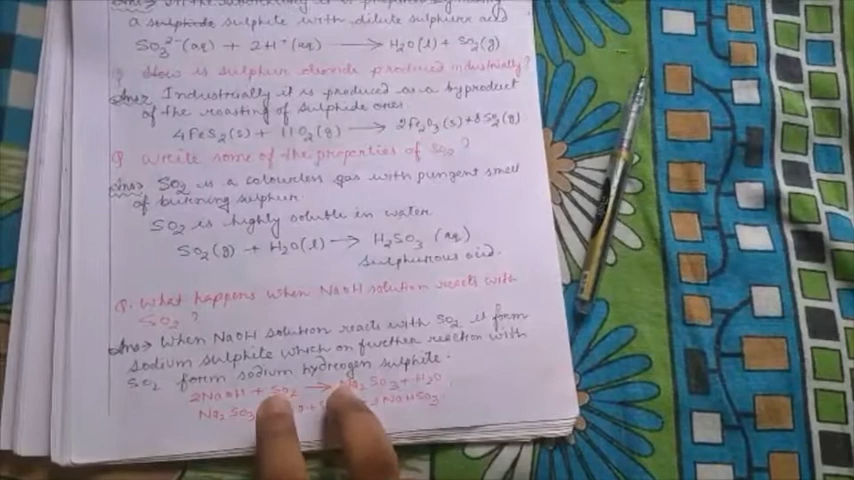 a sulphite with dilute sulphuric acid
SO₃²⁻(aq) + 2H⁺(aq) → H₂O(l) + SO₂(g)
Q How is sulphur dioxide produced industrially?
Ans> Industrially it is produced as a byproduct
of the roasting of sulphide ores
4FeS₂(s) + 11O₂(g) → 2Fe₂O₃(s)+8SO₂(g)
Q Write some of the properties of SO₂?
Ans> SO₂ is a colourless gas with pungent smell
of burning sulphur.
SO₂ is highly soluble in water
SO₂(g) + H₂O(l) → H₂SO₃ (aq)
Sulphurous acid.
Q. What happens when NaOH solution reacts with
SO₂?
Ans> When NaOH solution reacts with SO₂ it form
sodium sulphite which on further reaction with
SO₂ form sodium hydrogen sulphite.
2NaOH + SO₂ → Na₂SO₃ + H₂O
Na₂SO₃ NaHSO₃